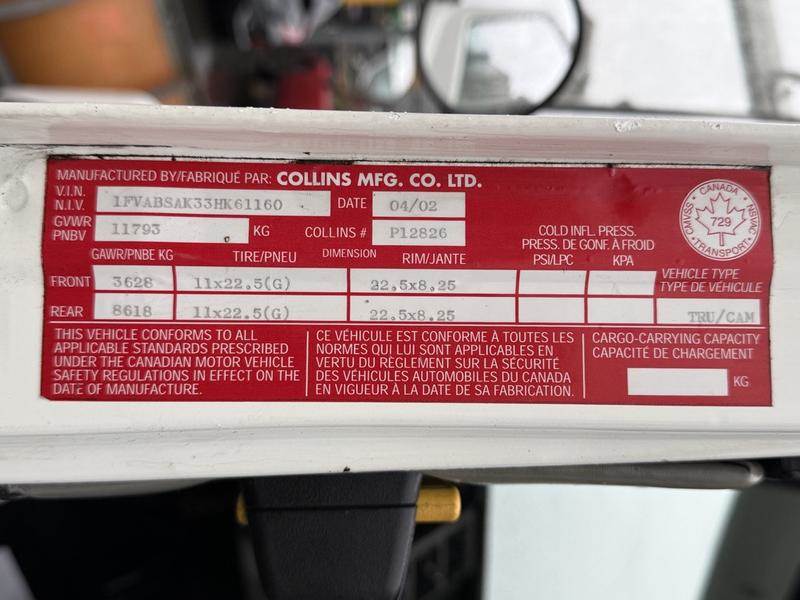 MANUFACTURED BY/FABRIQUÉ PAR: COLLINS MFG. CO. LTD.
V.I.N. N.I.V. 1FVABSAK33HK61160 DATE 04/02
GVWR PNBV 11793 KG COLLINS # P12826
COLD INFL. PRESS.
PRESS. DE GONF. À FROID
GAWR/PNBE KG TIRE/PNEU DIMENSION RIM/JANTE PSI/LPC KPA
VEHICLE TYPE
TYPE DE VÉHICULE
FRONT 3628 11x22.5(G) 22.5x8.25
REAR 8618 11x22.5(G) 22.5x8.25 TRU/CAM
THIS VEHICLE CONFORMS TO ALL
APPLICABLE STANDARDS PRESCRIBED
UNDER THE CANADIAN MOTOR VEHICLE
SAFETY REGULATIONS IN EFFECT ON THE
DATE OF MANUFACTURE.
CE VÉHICULE EST CONFORME À TOUTES LES
NORMES QUI LUI SONT APPLICABLES EN
VERTU DU RÈGLEMENT SUR LA SÉCURITÉ
DES VÉHICULES AUTOMOBILES DU CANADA
EN VIGUEUR À LA DATE DE SA FABRICATION.
CARGO-CARRYING CAPACITY
CAPACITÉ DE CHARGEMENT
KG
CANADA
CMVSS 729 NSVAC
TRANSPORT